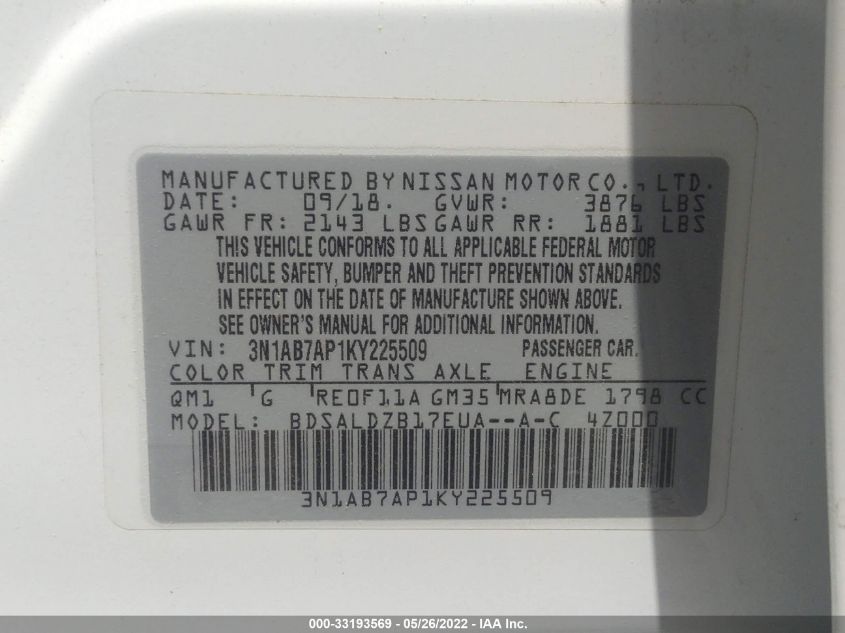 MANUFACTURED BY NISSAN MOTOR CO., LTD.
DATE: 09/18. GVWR: 3876 LBS
GAWR FR: 2143 LBS GAWR RR: 1881 LBS
THIS VEHICLE CONFORMS TO ALL APPLICABLE FEDERAL MOTOR
VEHICLE SAFETY, BUMPER AND THEFT PREVENTION STANDARDS
IN EFFECT ON THE DATE OF MANUFACTURE SHOWN ABOVE.
SEE OWNER'S MANUAL FOR ADDITIONAL INFORMATION.
VIN: 3N1AB7AP1KY225509 PASSENGER CAR.
COLOR TRIM TRANS AXLE ENGINE
QM1 G RE0F11A GM35 MRA8DE 1798 CC
MODEL: BDSALDZB17EUA--A-C 4Z000
3N1AB7AP1KY225509
000-33193569 - 05/26/2022 - IAA Inc.